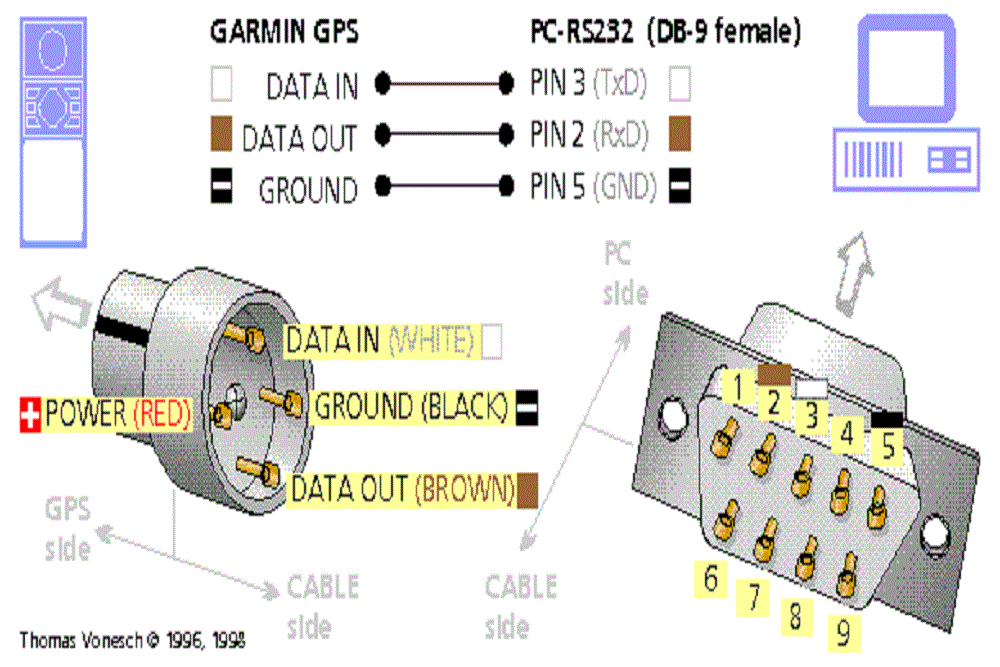 GARMIN GPS PC-RS232 (DB-9 female)
DATA IN PIN 3 (TxD)
DATA OUT PIN 2 (RxD)
GROUND PIN 5 (GND)
PC
side
DATA IN (WHITE)
POWER (RED)
GROUND (BLACK)
DATA OUT (BROWN)
1 2 3 4 5
GPS
side
CABLE
side
CABLE
side
6 7 8 9
Thomas Vonesch © 1996, 1998